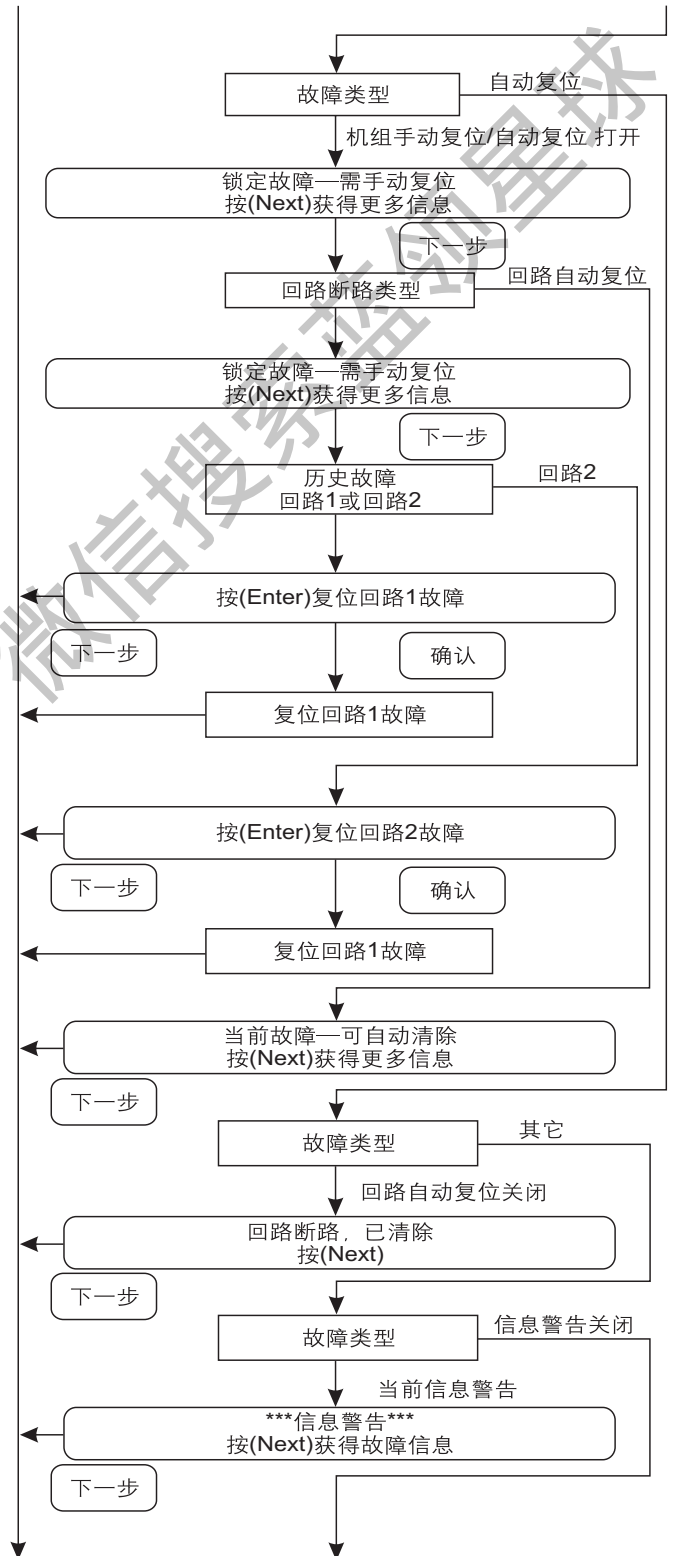 故障类型
自动复位
机组手动复位/自动复位 打开
锁定故障—需手动复位
按(Next)获得更多信息
下一步
回路断路类型
回路自动复位
锁定故障—需手动复位
按(Next)获得更多信息
下一步
历史故障
回路1或回路2
回路2
按(Enter)复位回路1故障
下一步
确认
复位回路1故障
按(Enter)复位回路2故障
下一步
确认
复位回路1故障
当前故障—可自动清除
按(Next)获得更多信息
下一步
故障类型
其它
回路自动复位关闭
回路断路，已清除
按(Next)
下一步
故障类型
信息警告关闭
当前信息警告
***信息警告***
按(Next)获得故障信息
下一步
微信搜索蓝领星球